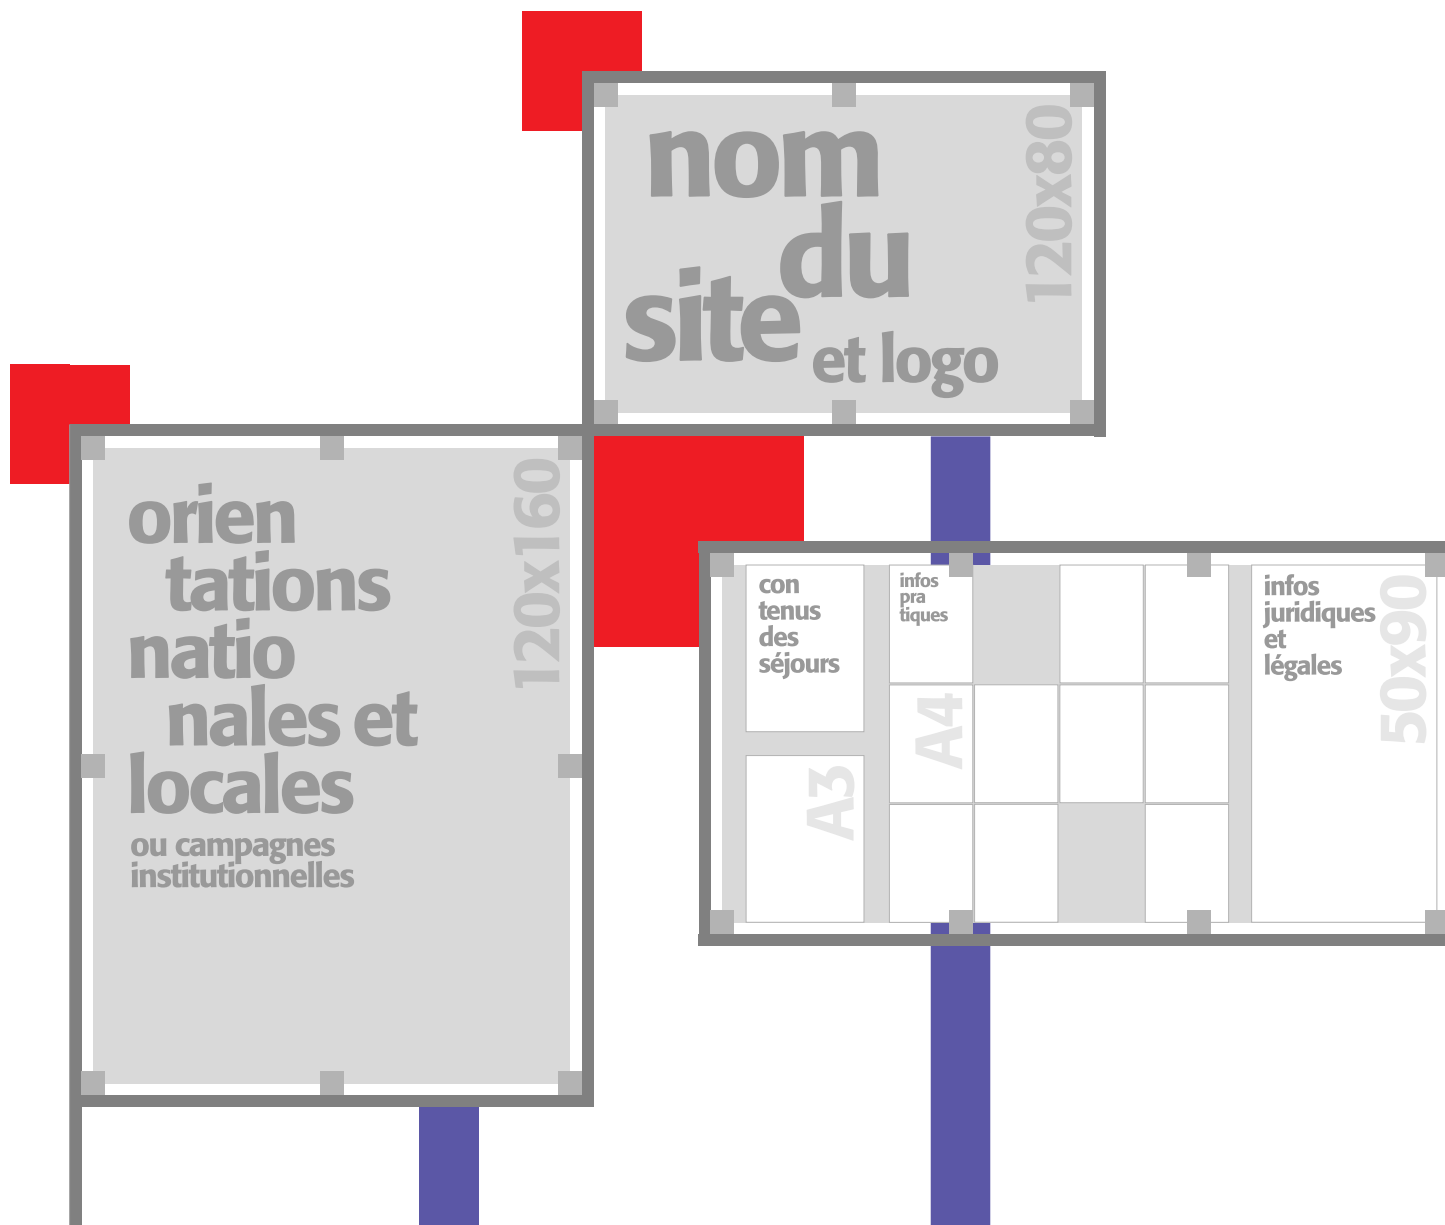 nom
du
site
et logo
120x80
orien
tations
natio
nales et
locales
ou campagnes
institutionnelles
120x160
con
tenus
des
séjours
A3
infos
pra
tiques
A4
infos
juridiques
et
légales
50x90